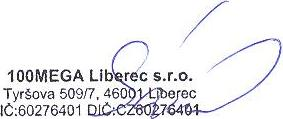 100MEGA Liberec s.r.o.
Tyršova 509/7, 46001 Liberec
IČ:60276401 DIČ:CZ60276401